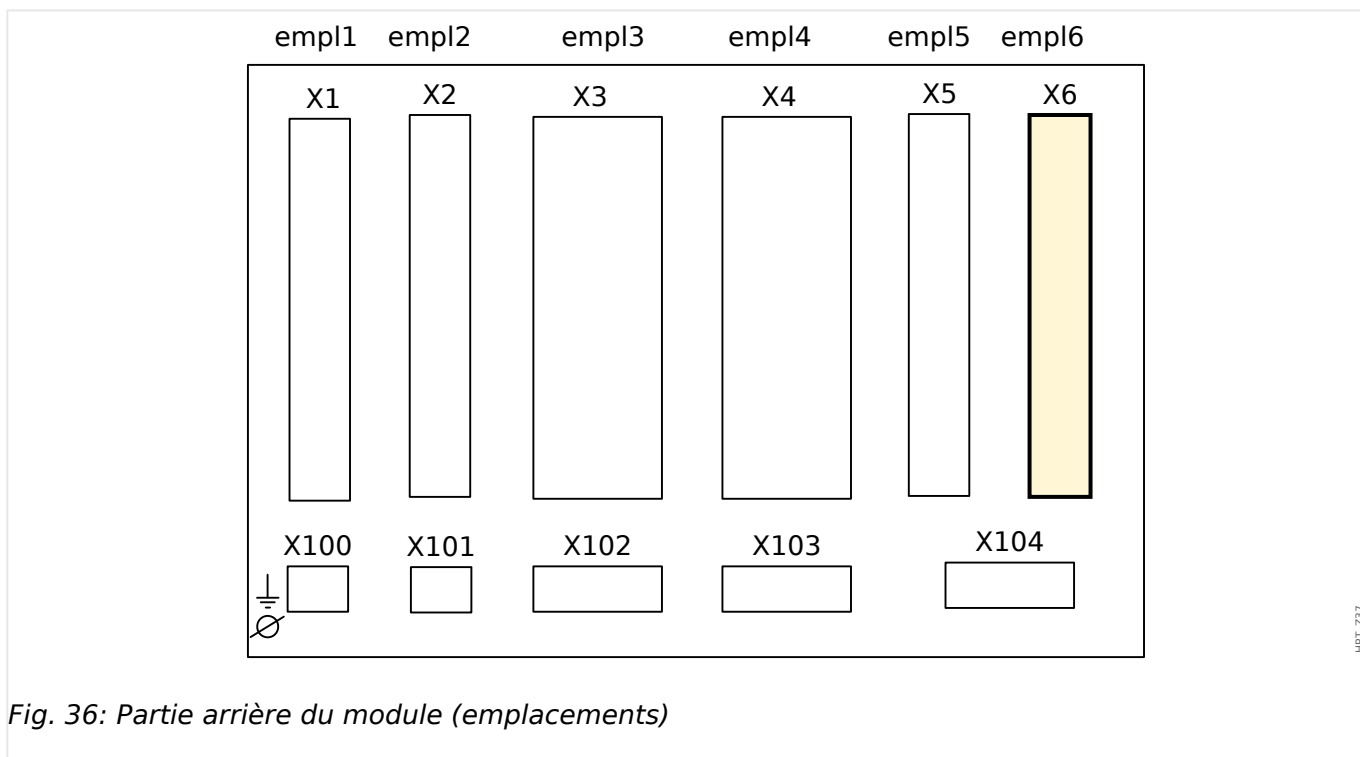 empl1 empl2 empl3 empl4 empl5 empl6
X1 X2 X3 X4 X5 X6
X100 X101 X102 X103 X104
Fig. 36: Partie arrière du module (emplacements)